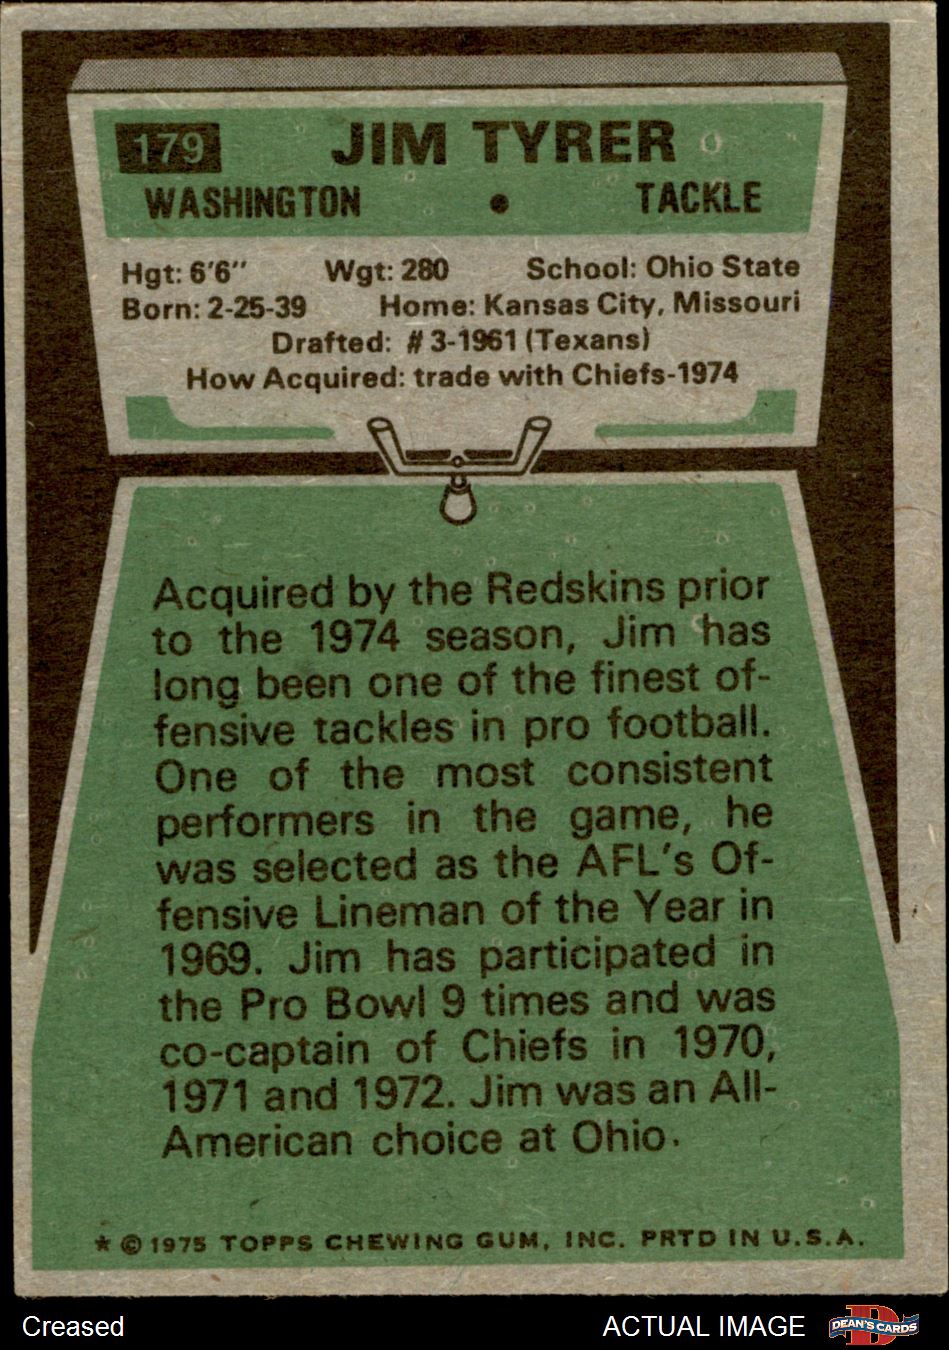 179 JIM TYRER
WASHINGTON • TACKLE
Hgt: 6'6" Wgt: 280 School: Ohio State
Born: 2-25-39 Home: Kansas City, Missouri
Drafted: #3-1961 (Texans)
How Acquired: trade with Chiefs-1974
Acquired by the Redskins prior
to the 1974 season, Jim has
long been one of the finest of-
fensive tackles in pro football.
One of the most consistent
performers in the game, he
was selected as the AFL's Of-
fensive Lineman of the Year in
1969. Jim has participated in
the Pro Bowl 9 times and was
co-captain of Chiefs in 1970,
1971 and 1972. Jim was an All-
American choice at Ohio.
* © 1975 TOPPS CHEWING GUM, INC. PRTD IN U.S.A.
Creased ACTUAL IMAGE DEAN'S CARDS